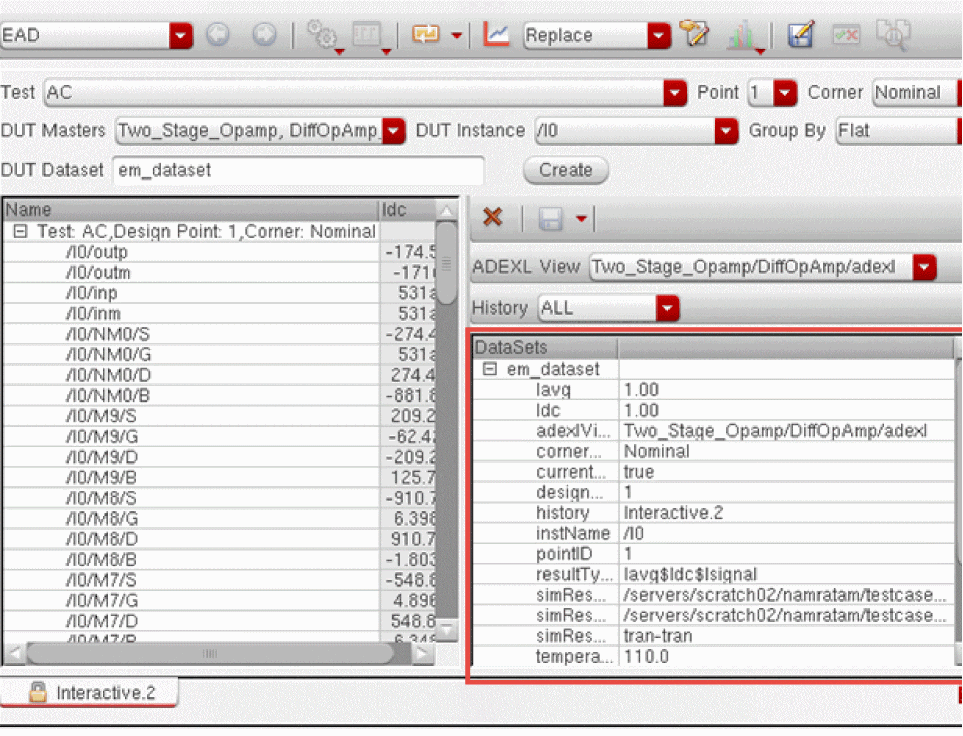 EAD Replace
Test AC Point 1 Corner Nominal
DUT Masters Two_Stage_Opamp, DiffOpAmp, DUT Instance /I0 Group By Flat
DUT Dataset em_dataset Create
Name Idc
Test: AC,Design Point: 1,Corner: Nominal
/I0/outp -174.5
/I0/outm -171
/I0/inp 531a
/I0/inm 531a
/I0/NM0/S -274.4
/I0/NM0/G 531a
/I0/NM0/D 274.4
/I0/NM0/B -881.8
/I0/M9/S 209.2
/I0/M9/G -62.42
/I0/M9/D -209.2
/I0/M9/B 125.7
/I0/M8/S -910.7
/I0/M8/G 6.398
/I0/M8/D 910.7
/I0/M8/B -1.803
/I0/M7/S -548.8
/I0/M7/G 4.896
/I0/M7/D 548.8
/I0/M7/B -6.348
Interactive.2
ADEXL View Two_Stage_Opamp/DiffOpAmp/adexl
History ALL
DataSets
em_dataset
Iavg 1.00
Idc 1.00
adexlVi... Two_Stage_Opamp/DiffOpAmp/adexl
corner... Nominal
current... true
design... 1
history Interactive.2
instName /I0
pointID 1
resultTy... Iavg$Idc$Isignal
simRes... /servers/scratch02/namratam/testcase...
simRes... /servers/scratch02/namratam/testcase...
simRes... tran-tran
tempera... 110.0